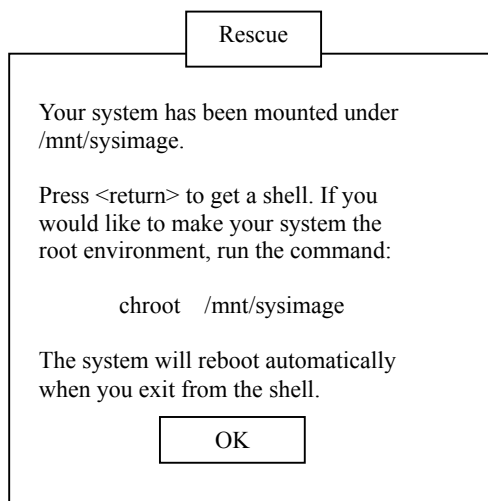 Rescue
Your system has been mounted under
/mnt/sysimage.
Press <return> to get a shell. If you
would like to make your system the
root environment, run the command:
chroot /mnt/sysimage
The system will reboot automatically
when you exit from the shell.
OK